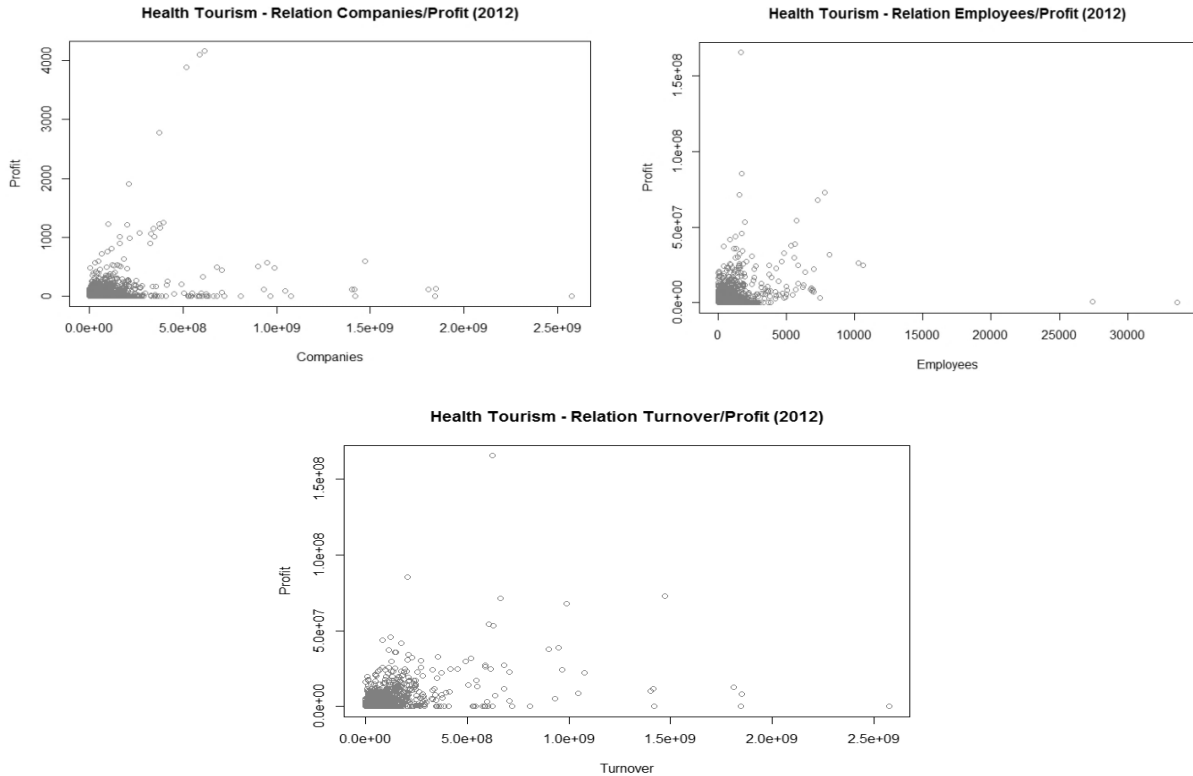 Health Tourism - Relation Companies/Profit (2012)
Profit
4000
3000
2000
1000
0
0.0e+00 5.0e+08 1.0e+09 1.5e+09 2.0e+09 2.5e+09
Companies
Health Tourism - Relation Employees/Profit (2012)
Profit
1.5e+08
1.0e+08
5.0e+07
0.0e+00
0 5000 10000 15000 20000 25000 30000
Employees
Health Tourism - Relation Turnover/Profit (2012)
Profit
1.5e+08
1.0e+08
5.0e+07
0.0e+00
0.0e+00 5.0e+08 1.0e+09 1.5e+09 2.0e+09 2.5e+09
Turnover